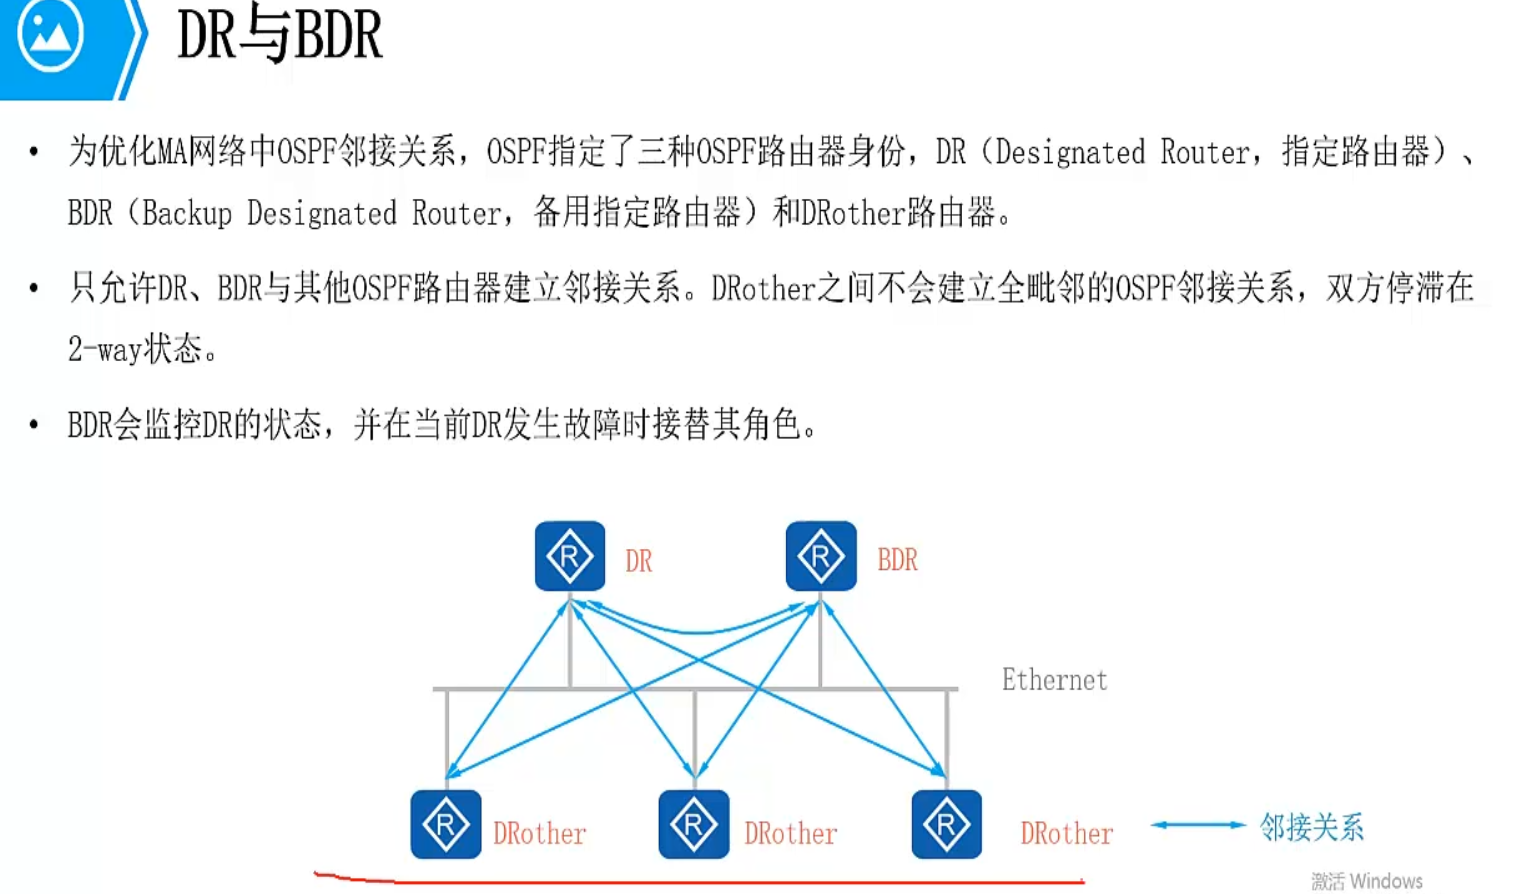 DR与BDR
• 为优化MA网络中OSPF邻接关系，OSPF指定了三种OSPF路由器身份，DR（Designated Router，指定路由器）、
BDR（Backup Designated Router，备用指定路由器）和DRother路由器。
• 只允许DR、BDR与其他OSPF路由器建立邻接关系。DRother之间不会建立全毗邻的OSPF邻接关系，双方停滞在
2-way状态。
• BDR会监控DR的状态，并在当前DR发生故障时接替其角色。
R DR R BDR
Ethernet
R DRother R DRother R DRother 邻接关系
激活 Windows